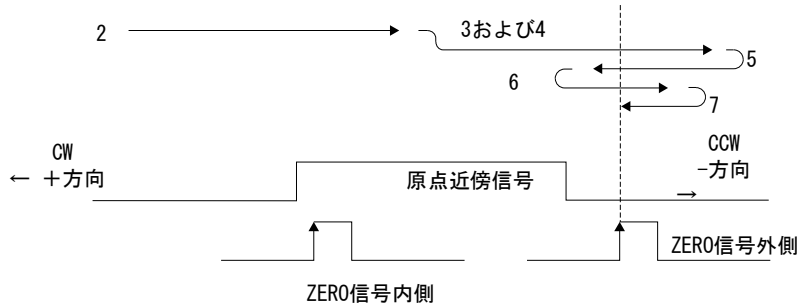 2
3および4
5
6
7
CW
← +方向
原点近傍信号
CCW
-方向
→
ZERO信号外側
ZERO信号内側